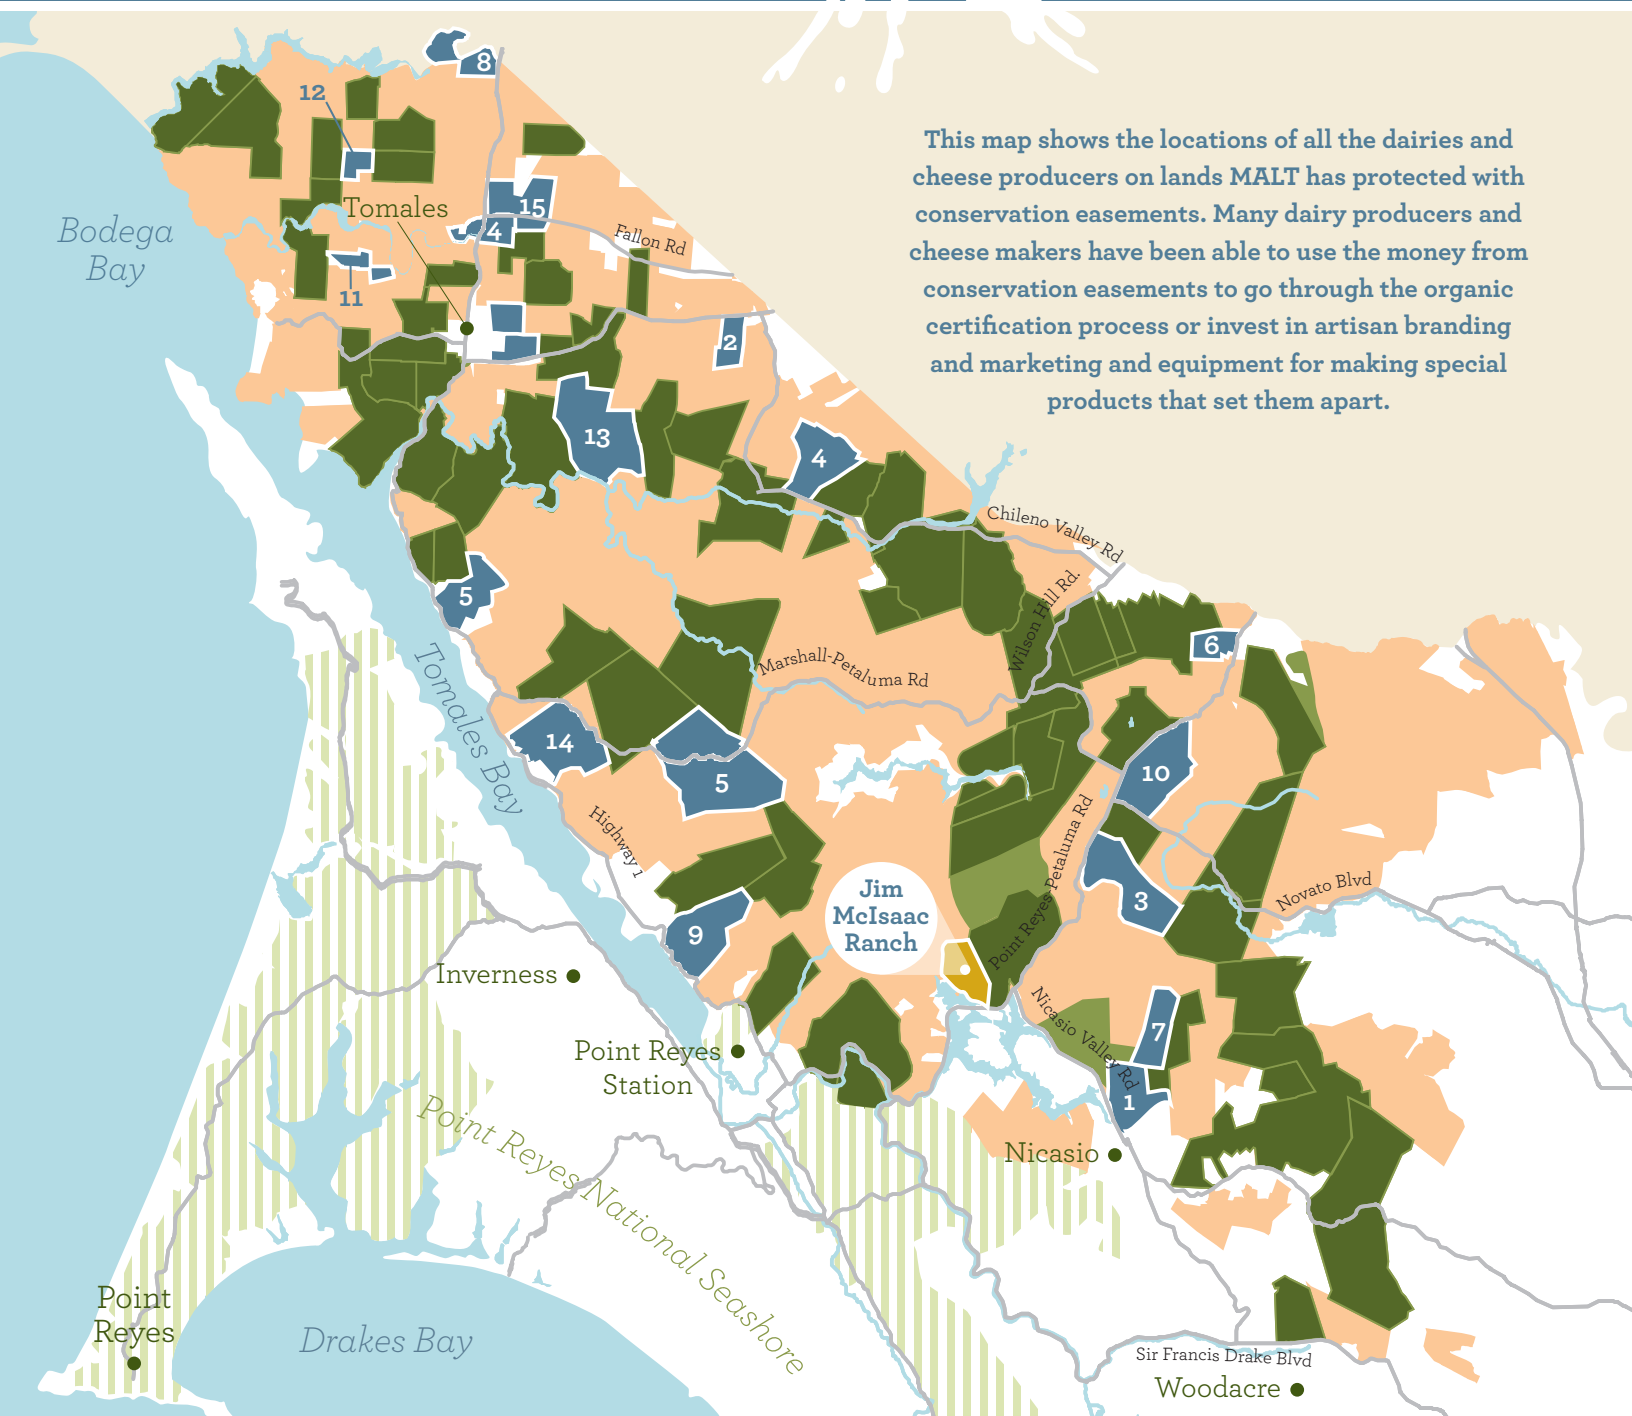 8
12
This map shows the locations of all the dairies and
cheese producers on lands MALT has protected with
conservation easements. Many dairy producers and
cheese makers have been able to use the money from
conservation easements to go through the organic
certification process or invest in artisan branding
and marketing and equipment for making special
products that set them apart.
Tomales
15
4
Bodega
Bay
Fallon Rd
11
2
13
4
Chileno Valley Rd
5
Wilson Hill Rd.
6
Marshall-Petaluma Rd
Tomales Bay
14
5
10
Highway 1
Point Reyes-Petaluma Rd
Jim
McIsaac
Ranch
3
Novato Blvd
9
Inverness
Nicasio Valley Rd
7
Point Reyes
Station
1
Point Reyes National Seashore
Nicasio
Point
Reyes
Drakes Bay
Sir Francis Drake Blvd
Woodacre